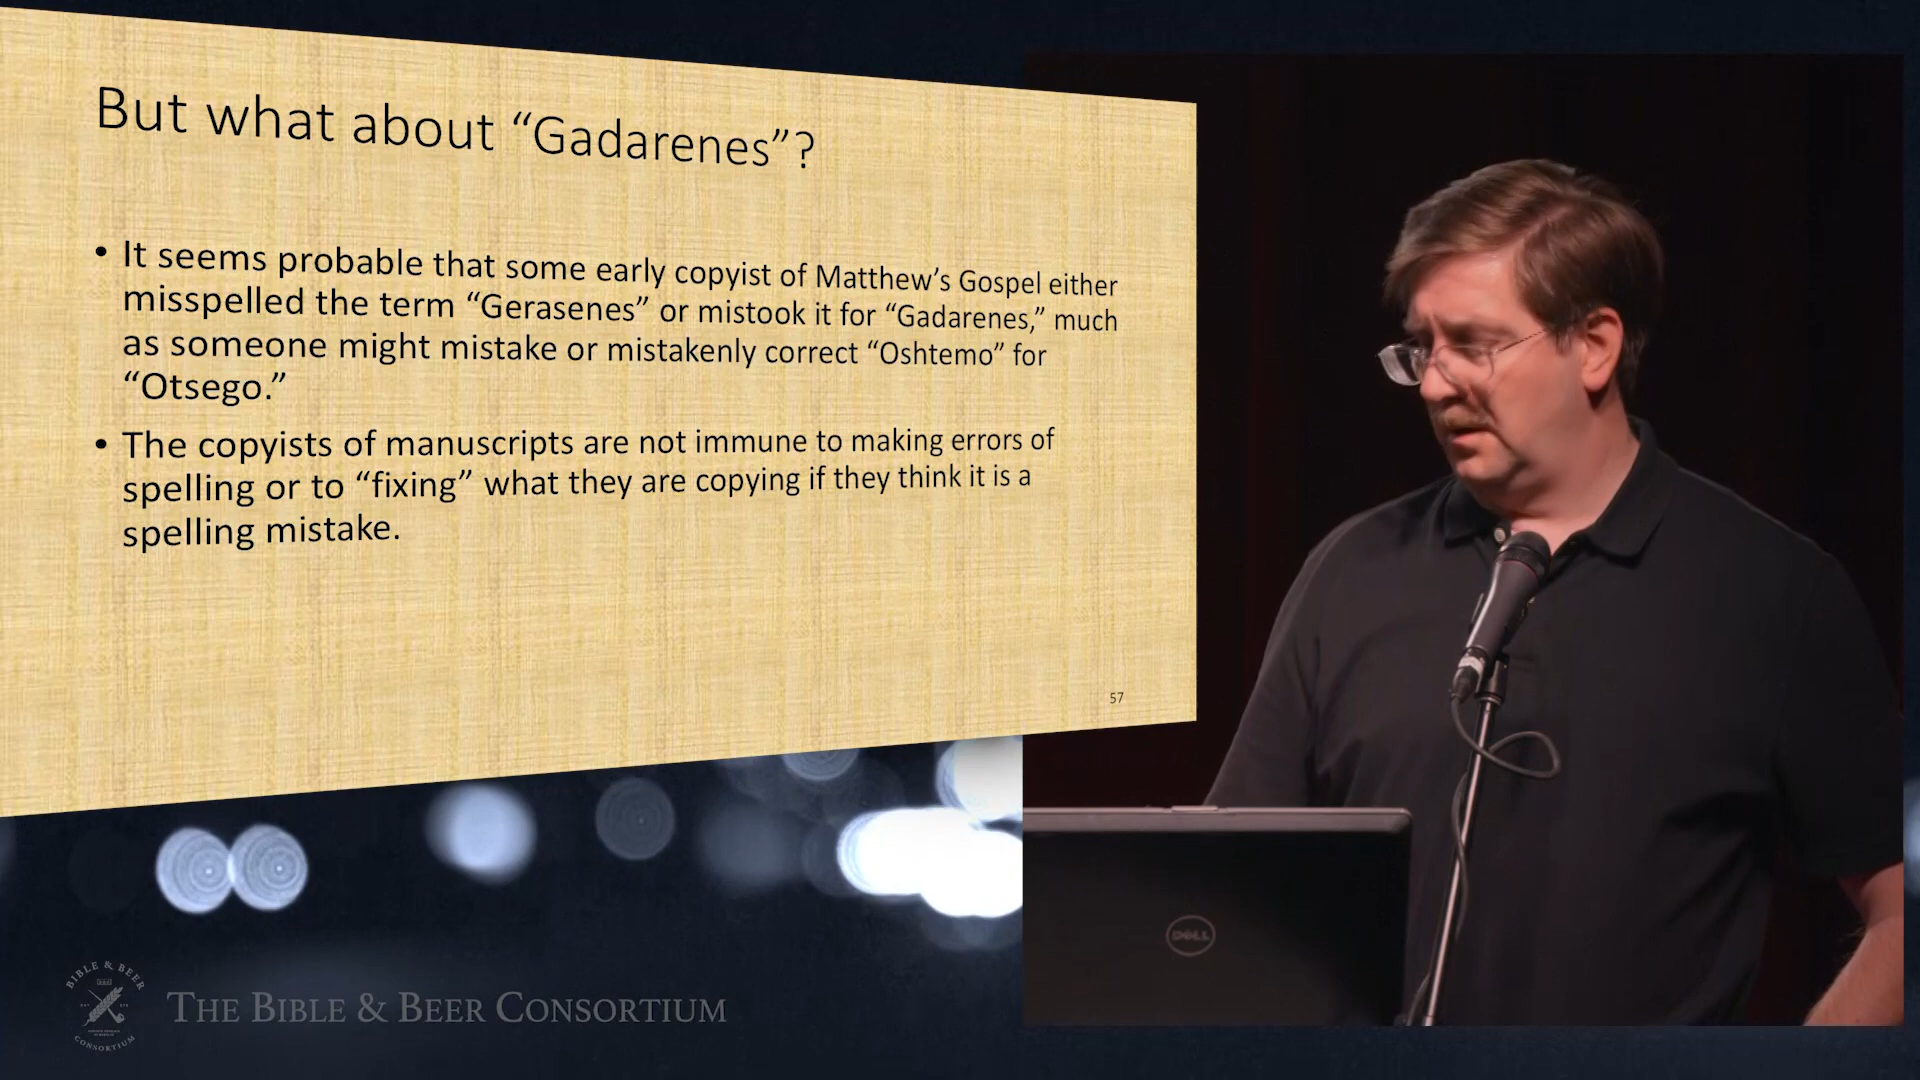 But what about “Gadarenes”?
• It seems probable that some early copyist of Matthew’s Gospel either
misspelled the term “Gerasenes” or mistook it for “Gadarenes,” much
as someone might mistake or mistakenly correct “Oshtemo” for
“Otsego.”
• The copyists of manuscripts are not immune to making errors of
spelling or to “fixing” what they are copying if they think it is a
spelling mistake.
57
DELL
BIBLE & BEER
CONSORTIUM
THE BIBLE & BEER CONSORTIUM